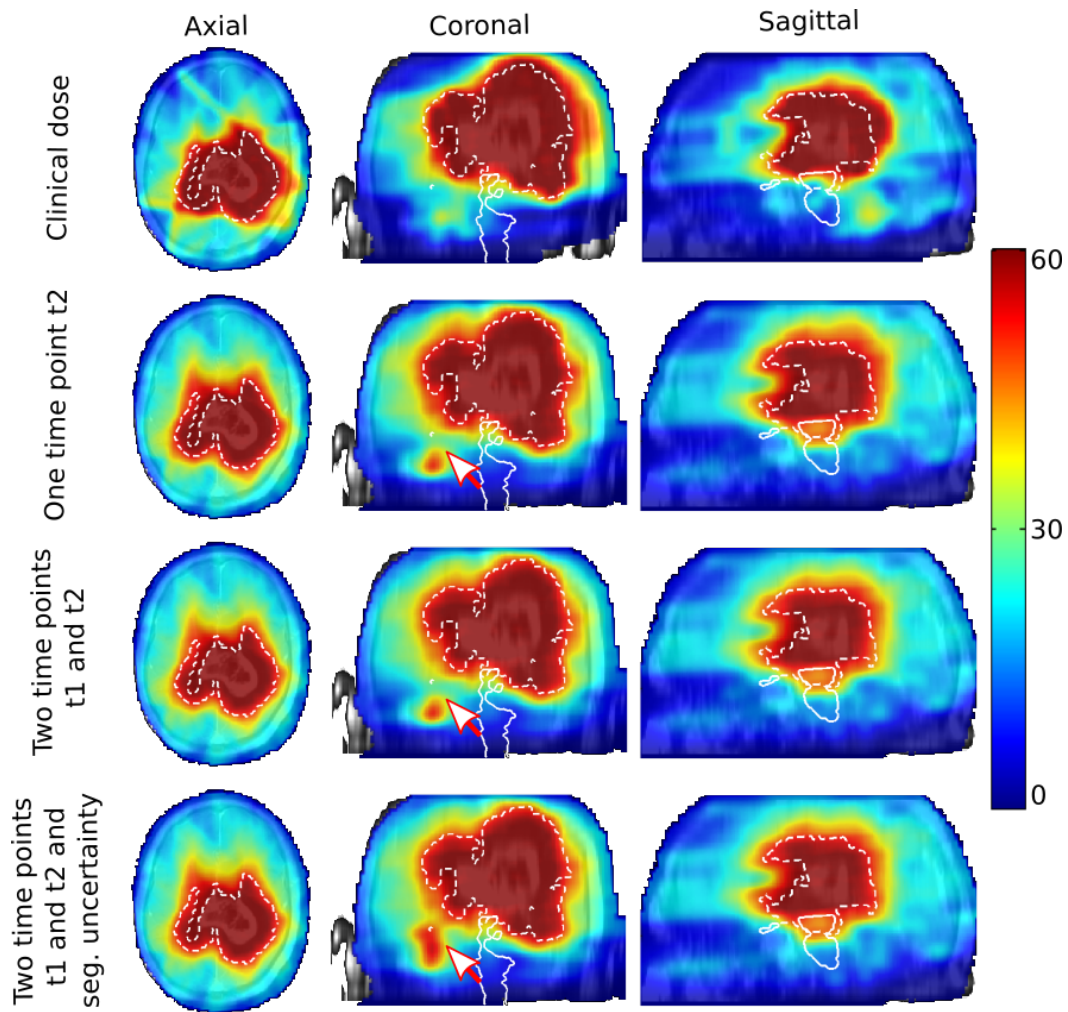 Axial
Coronal
Sagittal
Clinical dose
One time point t2
Two time points
t1 and t2
Two time points
t1 and t2 and
seg. uncertainty
60
30
0